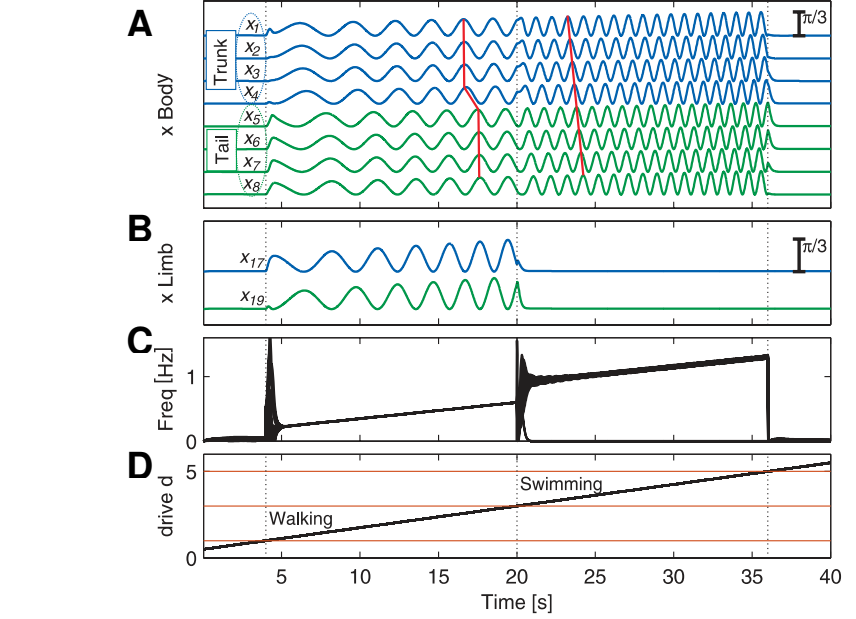 A
x Body
Trunk
Tail
x1
x2
x3
x4
x5
x6
x7
x8
π/3
B
x Limb
x17
x19
π/3
C
Freq [Hz]
1
0
D
drive d
5
0
Walking
Swimming
5 10 15 20 25 30 35 40
Time [s]